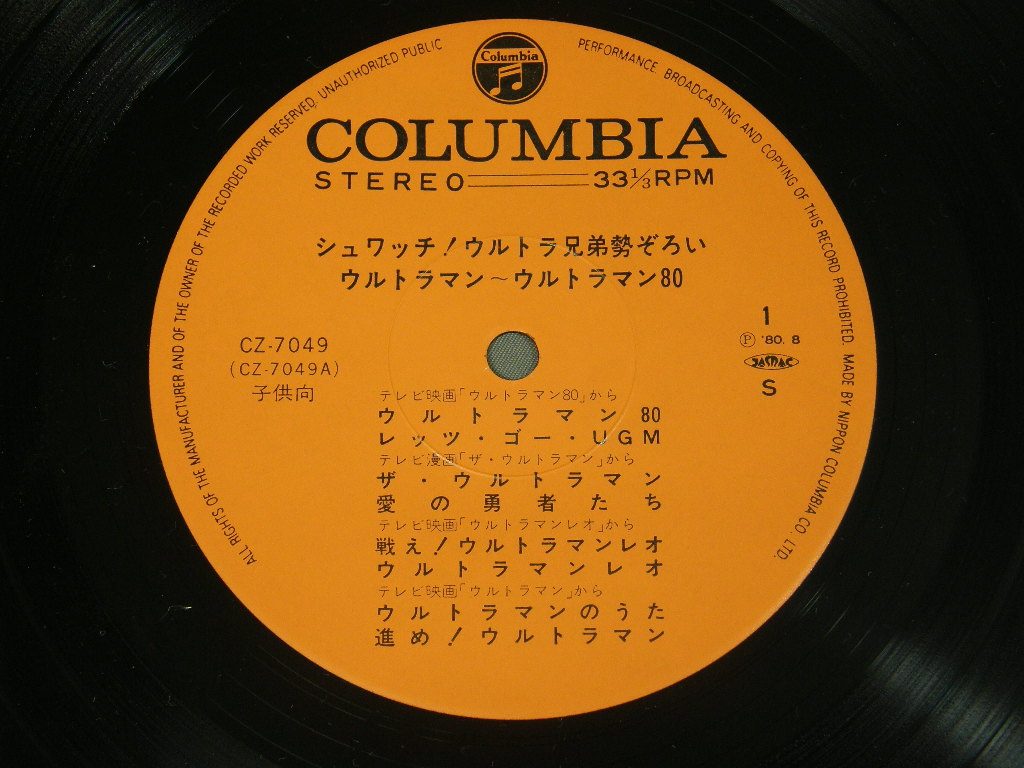 ALL RIGHTS OF THE MANUFACTURER AND OF THE OWNER OF THE RECORDED WORK RESERVED, UNAUTHORIZED PUBLIC PERFORMANCE, BROADCASTING AND COPYING OF THIS RECORD PROHIBITED. MADE BY NIPPON COLUMBIA CO. LTD.
Columbia
COLUMBIA
STEREO 33⅓ RPM
シュワッチ!ウルトラ兄弟勢ぞろい
ウルトラマン~ウルトラマン80
CZ-7049
(CZ-7049A)
子供向
1
Ⓟ '80. 8
JASRAC
S
テレビ映画「ウルトラマン80」から
ウルトラマン80
レッツ・ゴー・UGM
テレビ漫画「ザ・ウルトラマン」から
ザ・ウルトラマン
愛の勇者たち
テレビ映画「ウルトラマンレオ」から
戦え!ウルトラマンレオ
ウルトラマンレオ
テレビ映画「ウルトラマン」から
ウルトラマンのうた
進め!ウルトラマン